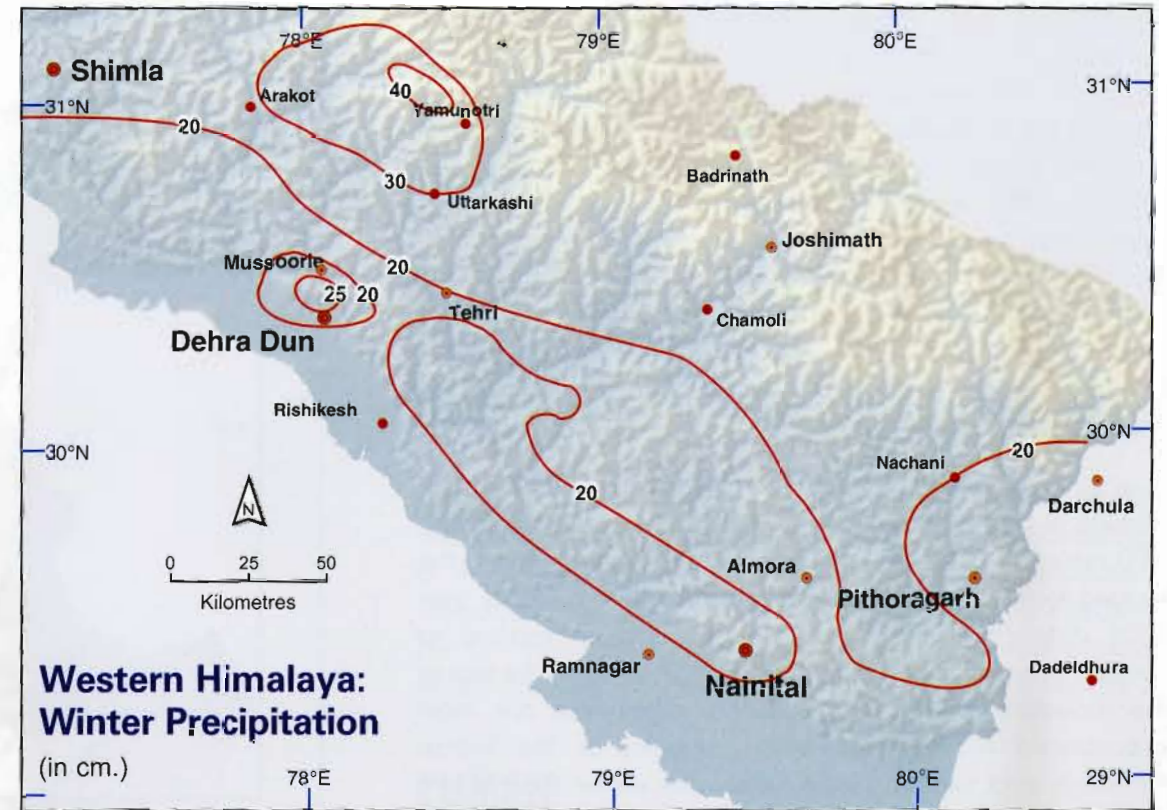 78°E
79°E
80°E
Shimla
31°N
31°N
Arakot
40
Yamunotri
20
Badrinath
30
Uttarkashi
Joshimath
Mussoorie
20
25
20
Tehri
Chamoli
Dehra Dun
Rishikesh
30°N
30°N
20
Nachani
20
Darchula
N
0 25 50
Kilometres
Almora
Pithoragarh
Ramnagar
Nainital
Dadeldhura
Western Himalaya:
Winter Precipitation
(in cm.)
78°E
79°E
80°E
29°N